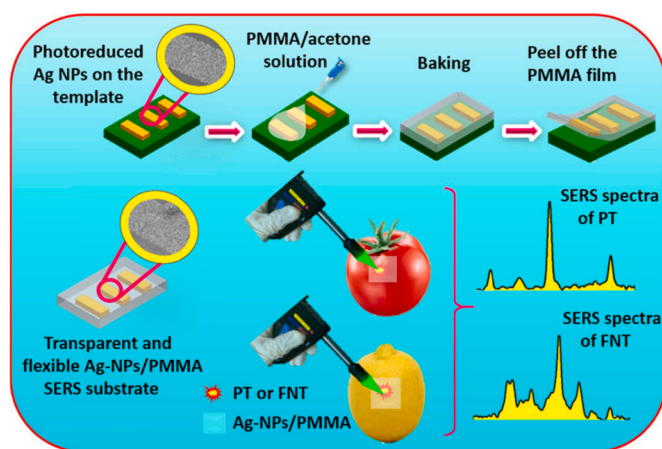 Photoreduced
Ag NPs on the
template
PMMA/acetone
solution
Baking
Peel off the
PMMA film
Transparent and
flexible Ag-NPs/PMMA
SERS substrate
PT or FNT
Ag-NPs/PMMA
SERS spectra
of PT
SERS spectra
of FNT